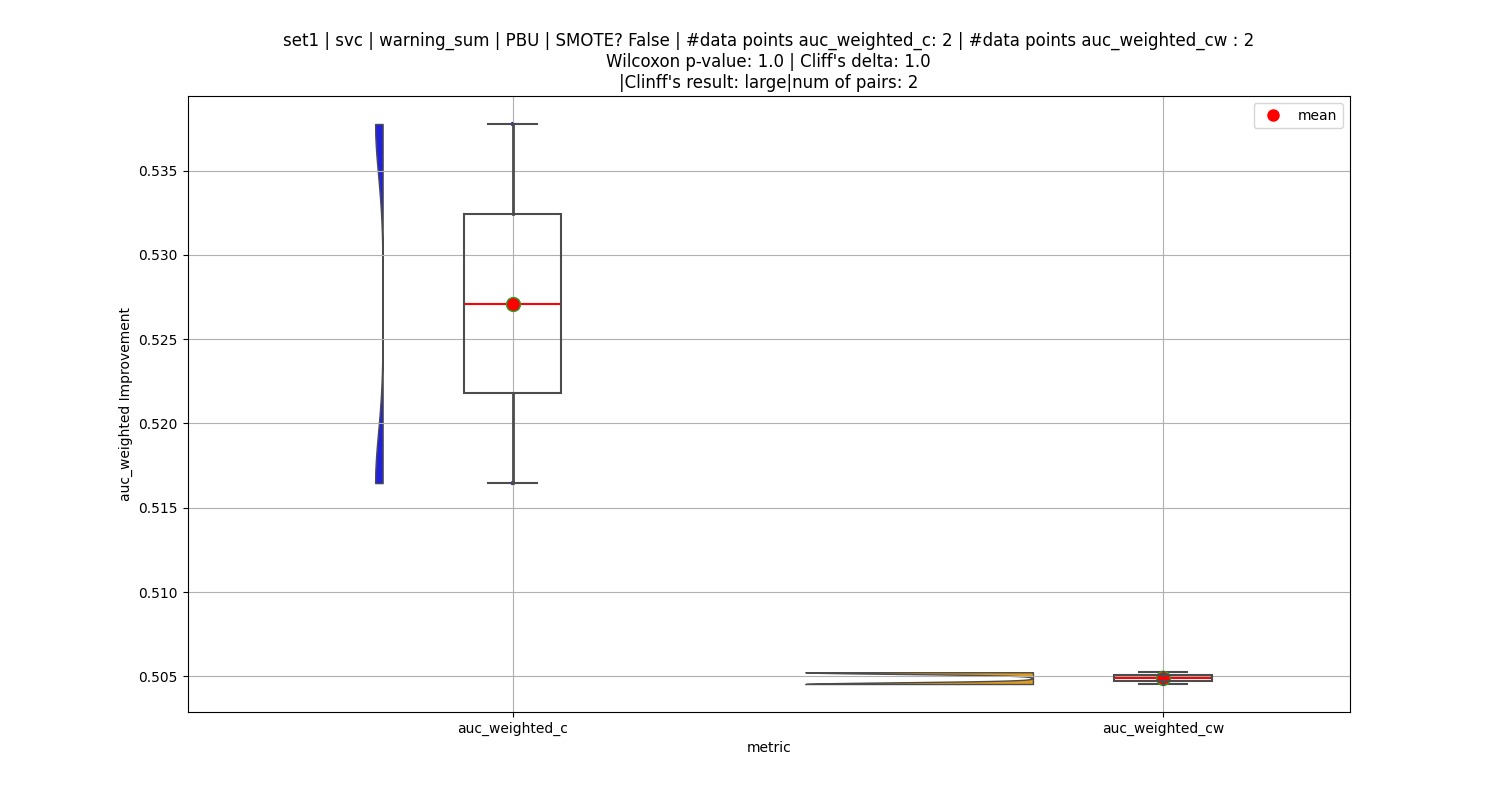 set1 | svc | warning_sum | PBU | SMOTE? False | #data points auc_weighted_c: 2 | #data points auc_weighted_cw : 2
Wilcoxon p-value: 1.0 | Cliff's delta: 1.0
|Clinff's result: large|num of pairs: 2
mean
0.535
0.530
0.525
0.520
0.515
0.510
0.505
auc_weighted Improvement
auc_weighted_c
auc_weighted_cw
metric